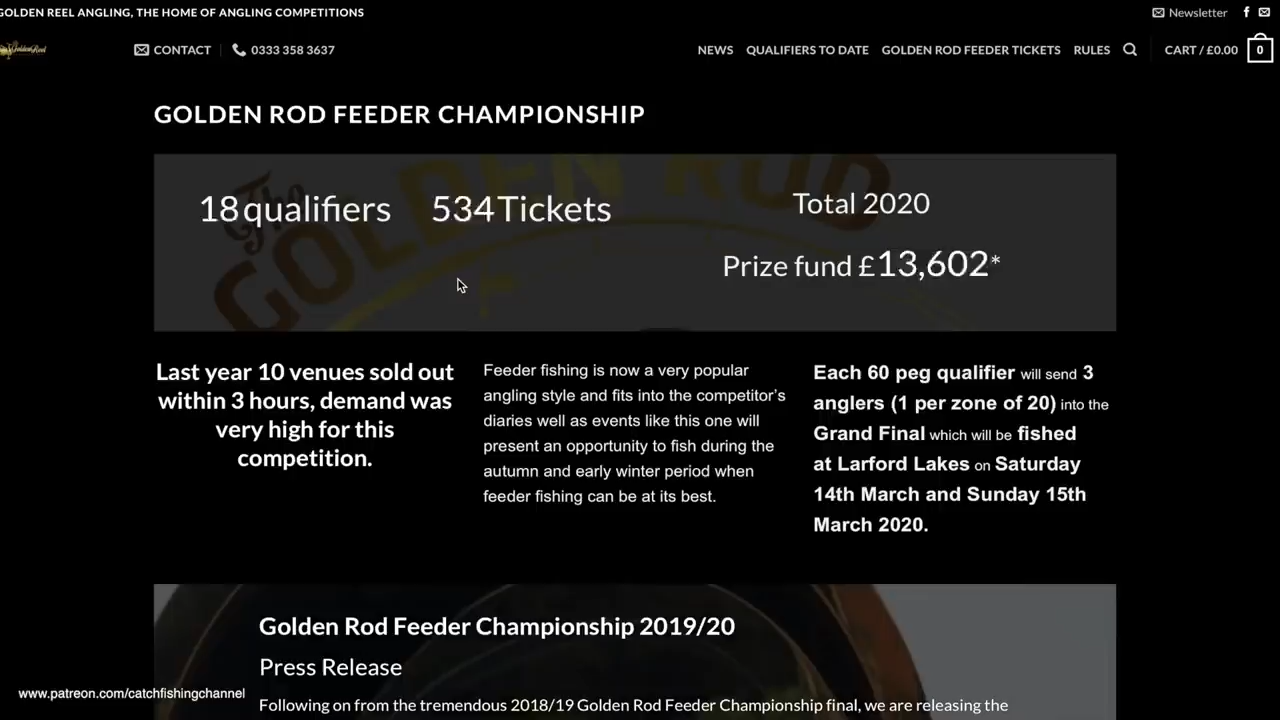 GOLDEN REEL ANGLING, THE HOME OF ANGLING COMPETITIONS
Newsletter
GoldenReel
CONTACT
0333 358 3637
NEWS
QUALIFIERS TO DATE
GOLDEN ROD FEEDER TICKETS
RULES
CART / £0.00
0
GOLDEN ROD FEEDER CHAMPIONSHIP
The
GOLDEN ROD
18 qualifiers
534 Tickets
Total 2020
Prize fund £13,602*
Last year 10 venues sold out
within 3 hours, demand was
very high for this
competition.
Feeder fishing is now a very popular
angling style and fits into the competitor's
diaries well as events like this one will
present an opportunity to fish during the
autumn and early winter period when
feeder fishing can be at its best.
Each 60 peg qualifier will send 3
anglers (1 per zone of 20) into the
Grand Final which will be fished
at Larford Lakes on Saturday
14th March and Sunday 15th
March 2020.
Golden Rod Feeder Championship 2019/20
Press Release
Following on from the tremendous 2018/19 Golden Rod Feeder Championship final, we are releasing the
www.patreon.com/catchfishingchannel